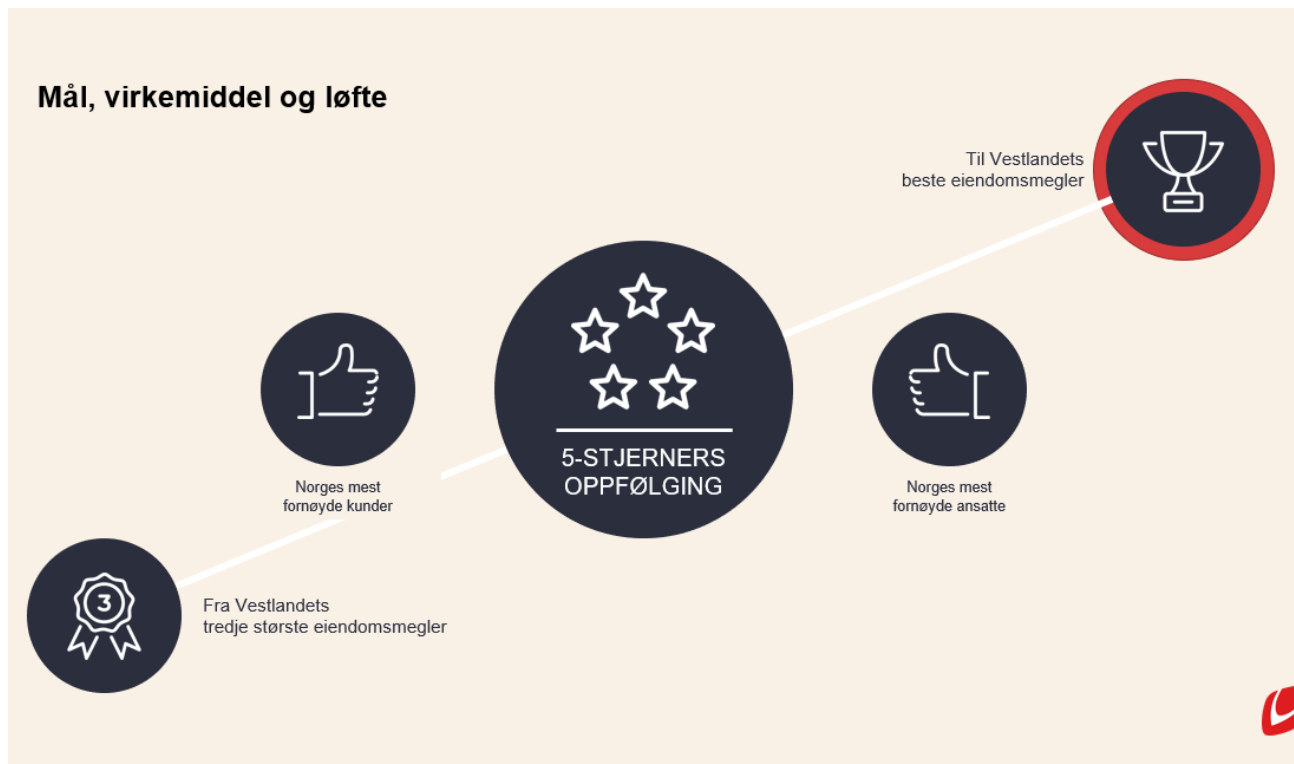 Mål, virkemiddel og løfte
Til Vestlandets
beste eiendomsmegler
5-STJERNERS
OPPFØLGING
Norges mest
fornøyde kunder
Norges mest
fornøyde ansatte
3
Fra Vestlandets
tredje største eiendomsmegler